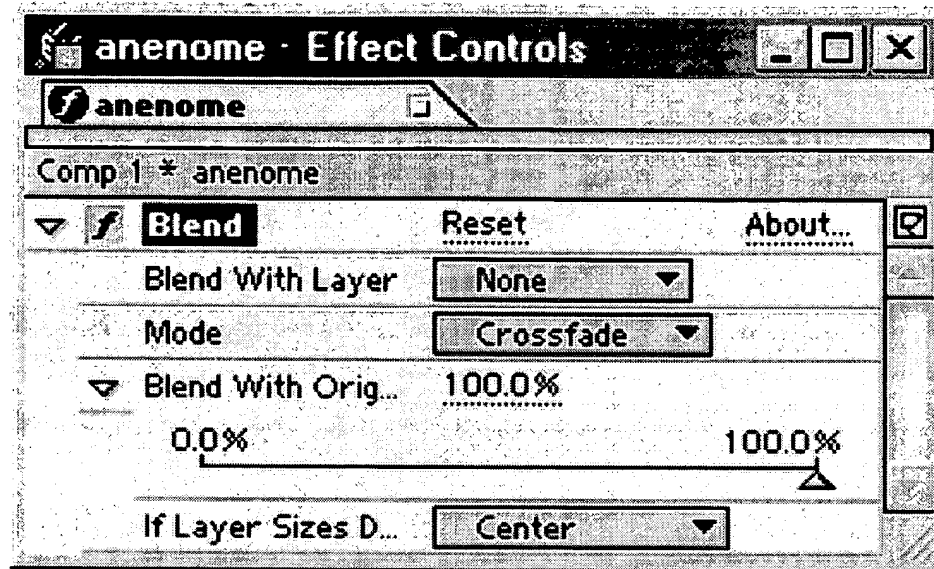 anenome · Effect Controls
anenome
Comp 1 * anenome
Blend Reset About...
Blend With Layer None
Mode Crossfade
Blend With Orig... 100.0%
0.0% 100.0%
If Layer Sizes D... Center